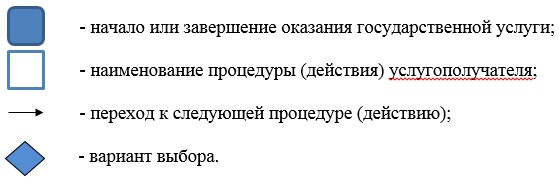 - начало или завершение оказания государственной услуги;
- наименование процедуры (действия) услугополучателя;
- переход к следующей процедуре (действию);
- вариант выбора.